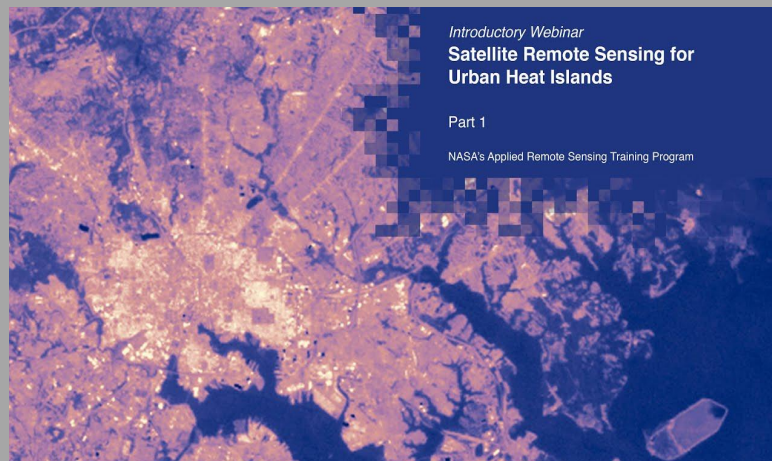 Introductory Webinar
Satellite Remote Sensing for
Urban Heat Islands
Part 1
NASA's Applied Remote Sensing Training Program